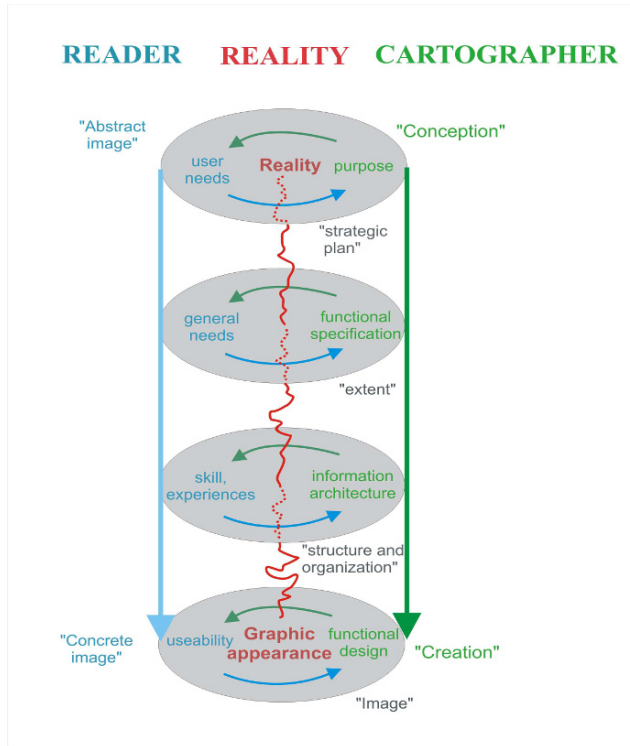 READER REALITY CARTOGRAPHER
"Abstract
image"
"Conception"
user
needs
Reality
purpose
"strategic
plan"
general
needs
functional
specification
"extent"
skill,
experiences
information
architecture
"structure and
organization"
"Concrete
image"
useability
Graphic
appearance
functional
design
"Creation"
"Image"